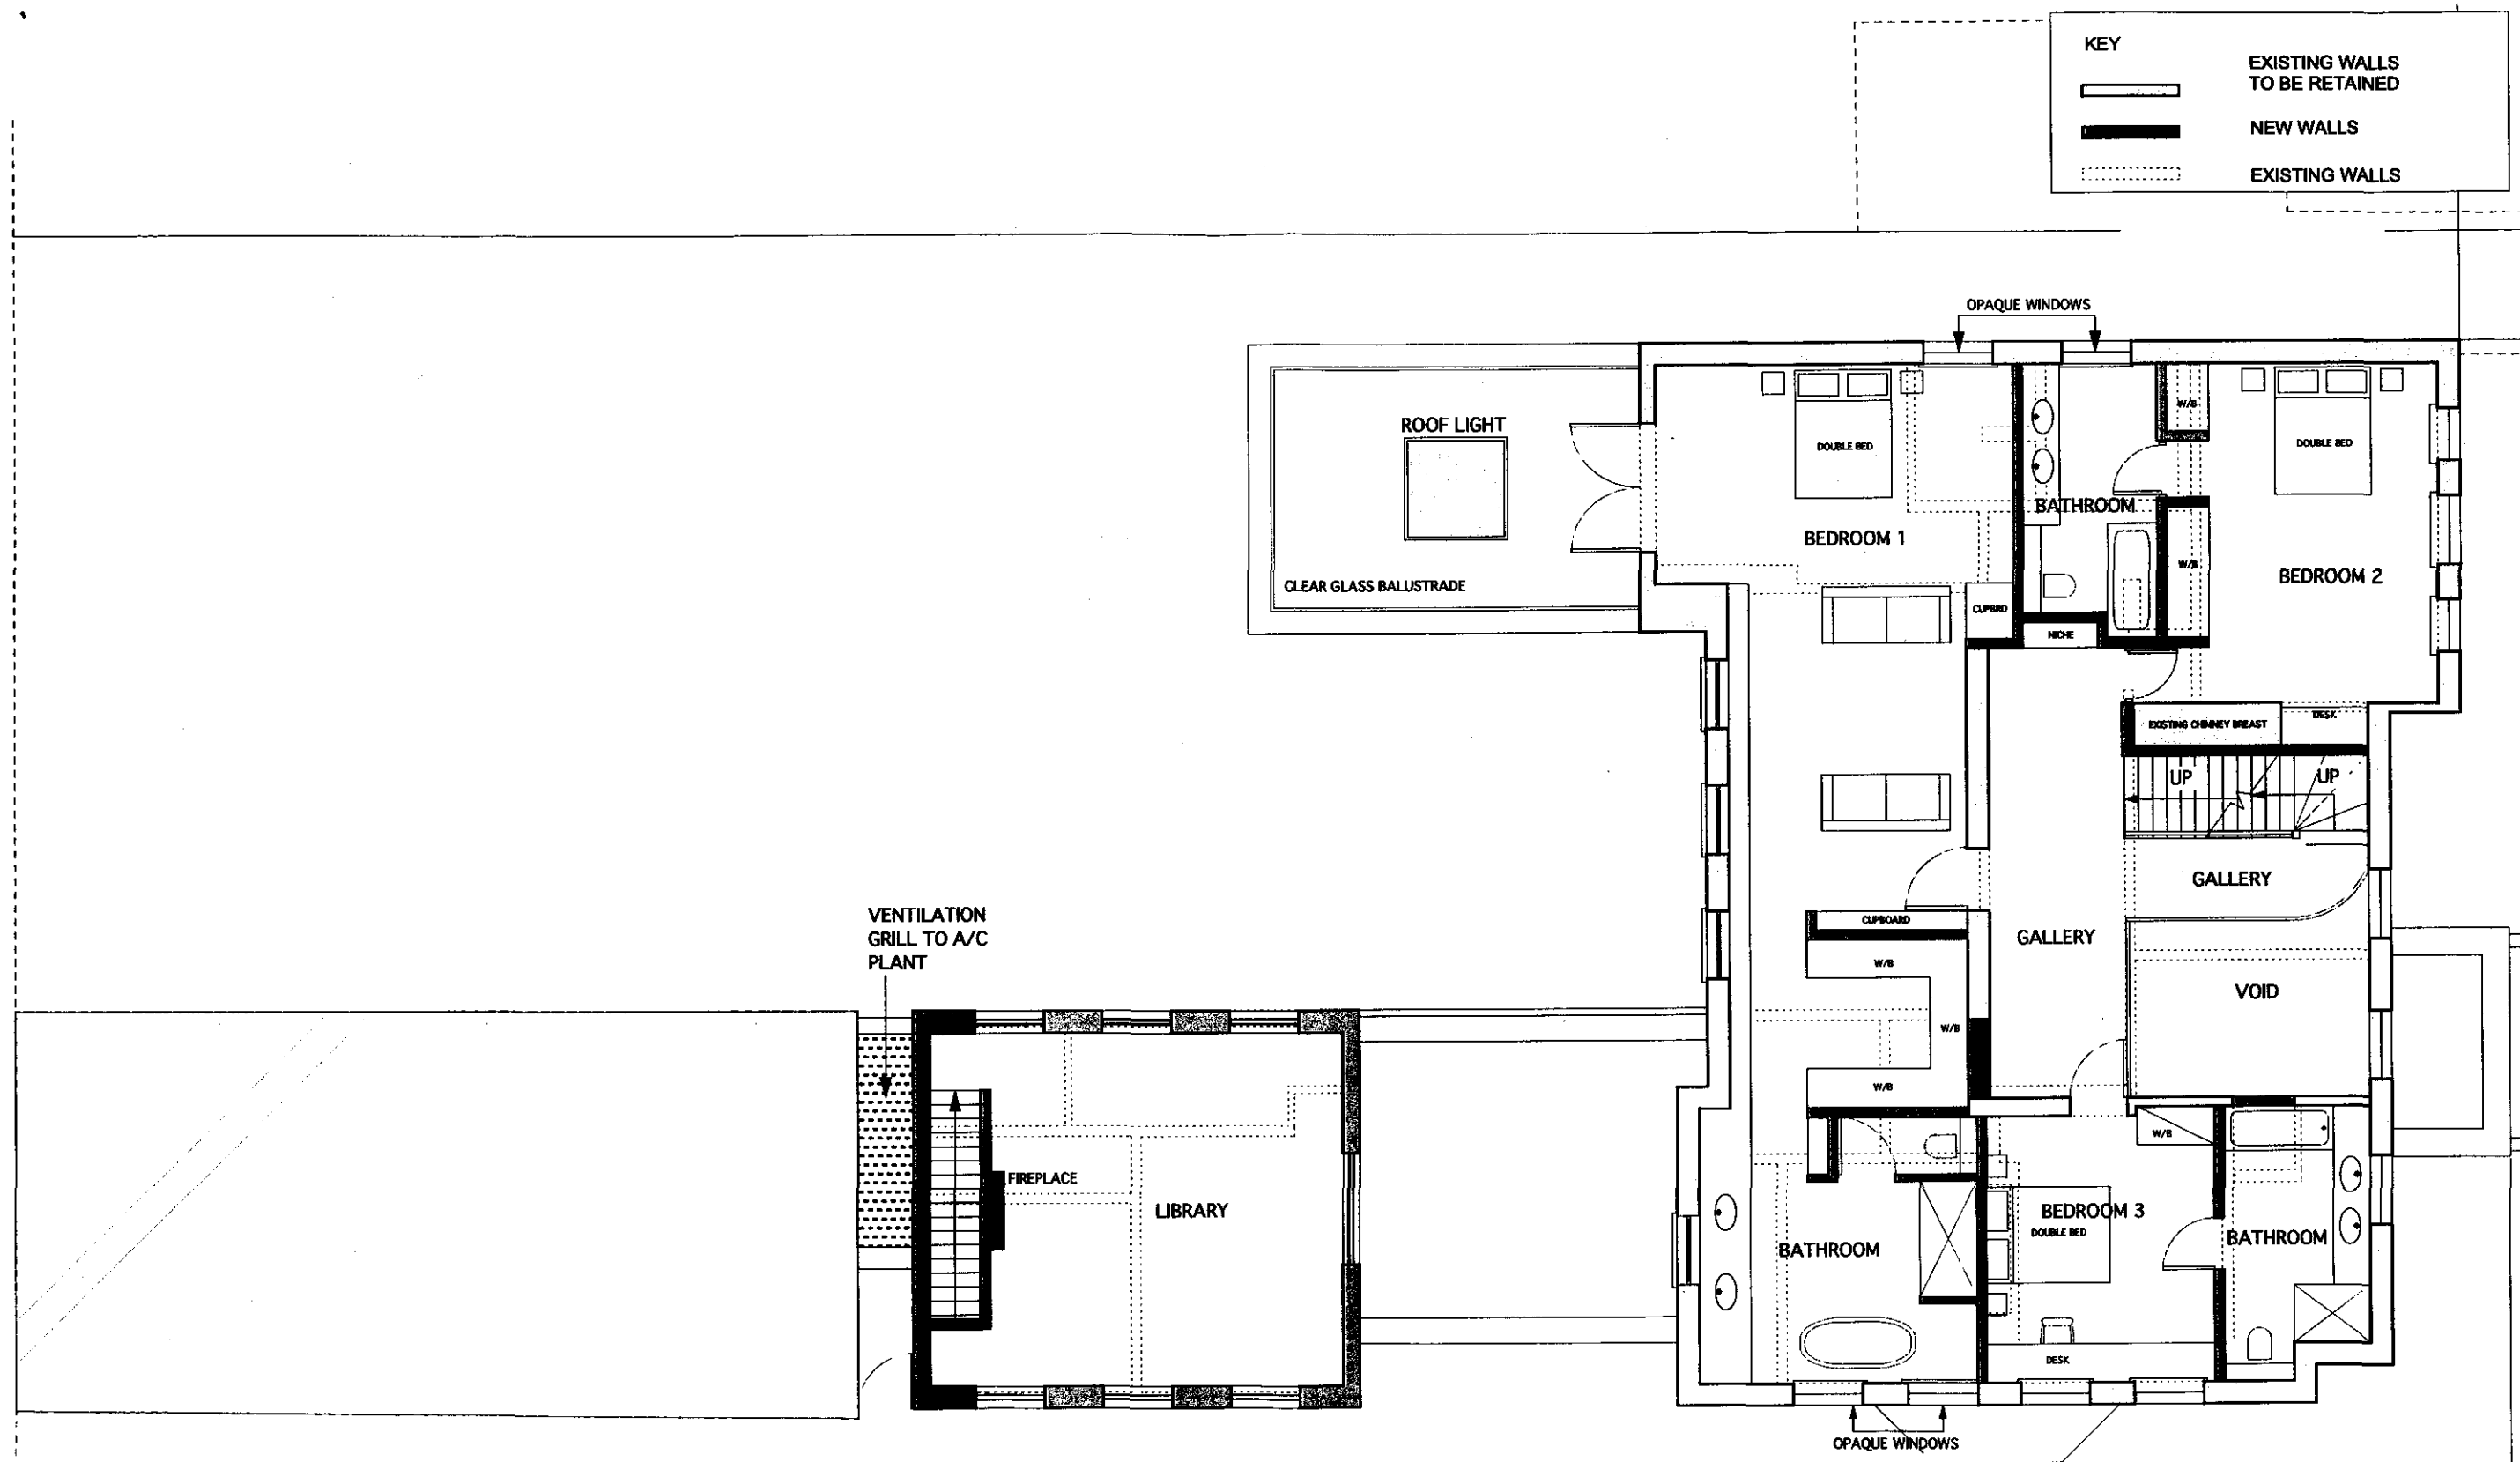 KEY
EXISTING WALLS
TO BE RETAINED
NEW WALLS
EXISTING WALLS
OPAQUE WINDOWS
ROOF LIGHT
CLEAR GLASS BALUSTRADE
DOUBLE BED
BEDROOM 1
CUPBRD
BATHROOM
NICHE
W/B
W/B
DOUBLE BED
BEDROOM 2
EXISTING CHIMNEY BREAST
DESK
UP
UP
GALLERY
GALLERY
VOID
CUPBOARD
W/B
W/B
W/B
VENTILATION
GRILL TO A/C
PLANT
FIREPLACE
LIBRARY
BATHROOM
W/B
BEDROOM 3
DOUBLE BED
DESK
BATHROOM
OPAQUE WINDOWS